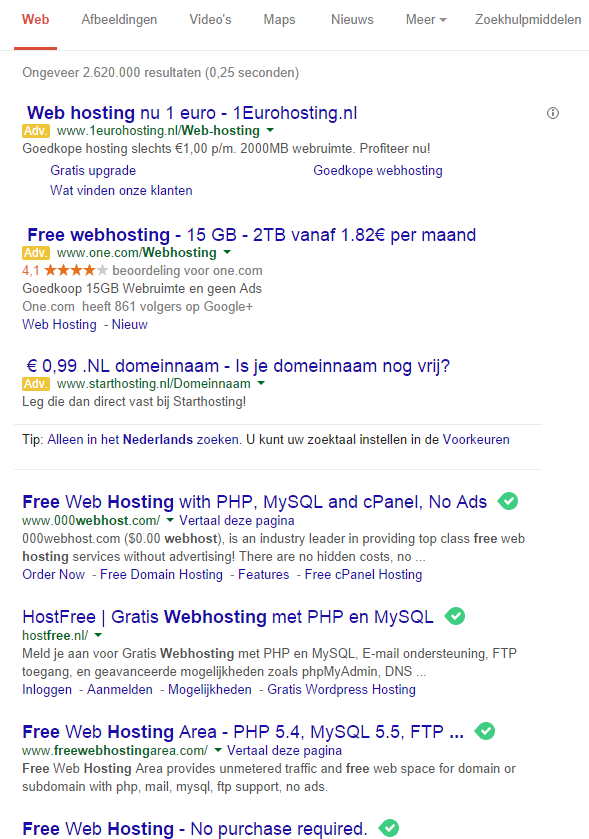 Web Afbeeldingen Video's Maps Nieuws Meer Zoekhulpmiddelen
Ongeveer 2.620.000 resultaten (0,25 seconden)
Web hosting nu 1 euro - 1Eurohosting.nl
Adv. www.1eurohosting.nl/Web-hosting
Goedkope hosting slechts €1,00 p/m. 2000MB webruimte. Profiteer nu!
Gratis upgrade Goedkope webhosting
Wat vinden onze klanten
Free webhosting - 15 GB - 2TB vanaf 1.82€ per maand
Adv. www.one.com/Webhosting
4,1 ★★★★★ beoordeling voor one.com
Goedkoop 15GB Webruimte en geen Ads
One.com heeft 861 volgers op Google+
Web Hosting - Nieuw
€ 0,99 .NL domeinnaam - Is je domeinnaam nog vrij?
Adv. www.starthosting.nl/Domeinnaam
Leg die dan direct vast bij Starthosting!
Tip: Alleen in het Nederlands zoeken. U kunt uw zoektaal instellen in de Voorkeuren
Free Web Hosting with PHP, MySQL and cPanel, No Ads
www.000webhost.com/ Vertaal deze pagina
000webhost.com ($0.00 webhost), is an industry leader in providing top class free web
hosting services without advertising! There are no hidden costs, no ...
Order Now - Free Domain Hosting - Features - Free cPanel Hosting
HostFree | Gratis Webhosting met PHP en MySQL
hostfree.nl/
Meld je aan voor Gratis Webhosting met PHP en MySQL, E-mail ondersteuning, FTP
toegang, en geavanceerde mogelijkheden zoals phpMyAdmin, DNS ...
Inloggen - Aanmelden - Mogelijkheden - Gratis Wordpress Hosting
Free Web Hosting Area - PHP 5.4, MySQL 5.5, FTP ...
www.freewebhostingarea.com/ Vertaal deze pagina
Free Web Hosting Area provides unmetered traffic and free web space for domain or
subdomain with php, mail, mysql, ftp support, no ads.
Free Web Hosting - No purchase required.